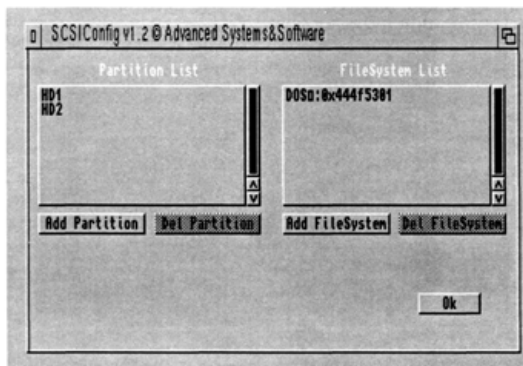 SCSIConfig v1.2 © Advanced Systems&Software
Partition List
FileSystem List
HD1
HD2
DOS¤:0x444f5301
Add Partition
Del Partition
Add FileSystem
Del FileSystem
Ok